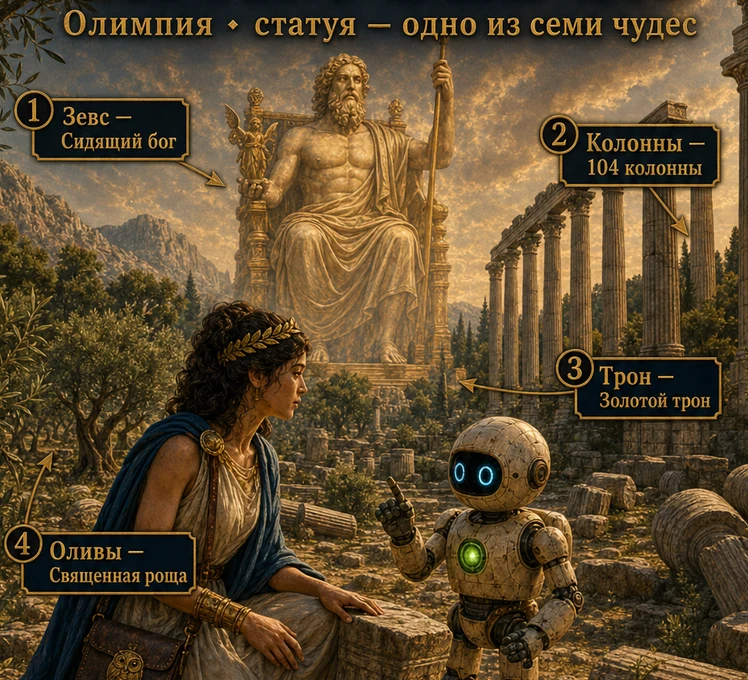 Олимпия • статуя — одно из семи чудес
1
Зевс —
Сидящий бог
2
Колонны —
104 колонны
3
Трон —
Золотой трон
4
Оливы —
Священная роща